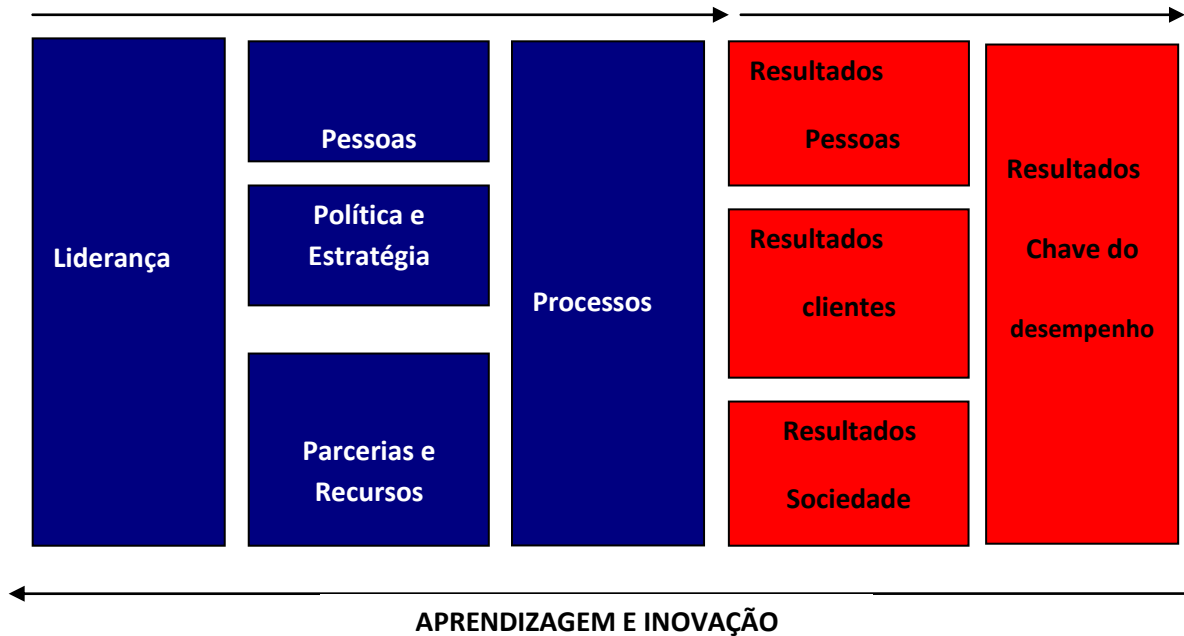 Liderança
Pessoas
Política e
Estratégia
Parcerias e
Recursos
Processos
Resultados
Pessoas
Resultados
clientes
Resultados
Sociedade
Resultados
Chave do
desempenho
APRENDIZAGEM E INOVAÇÃO